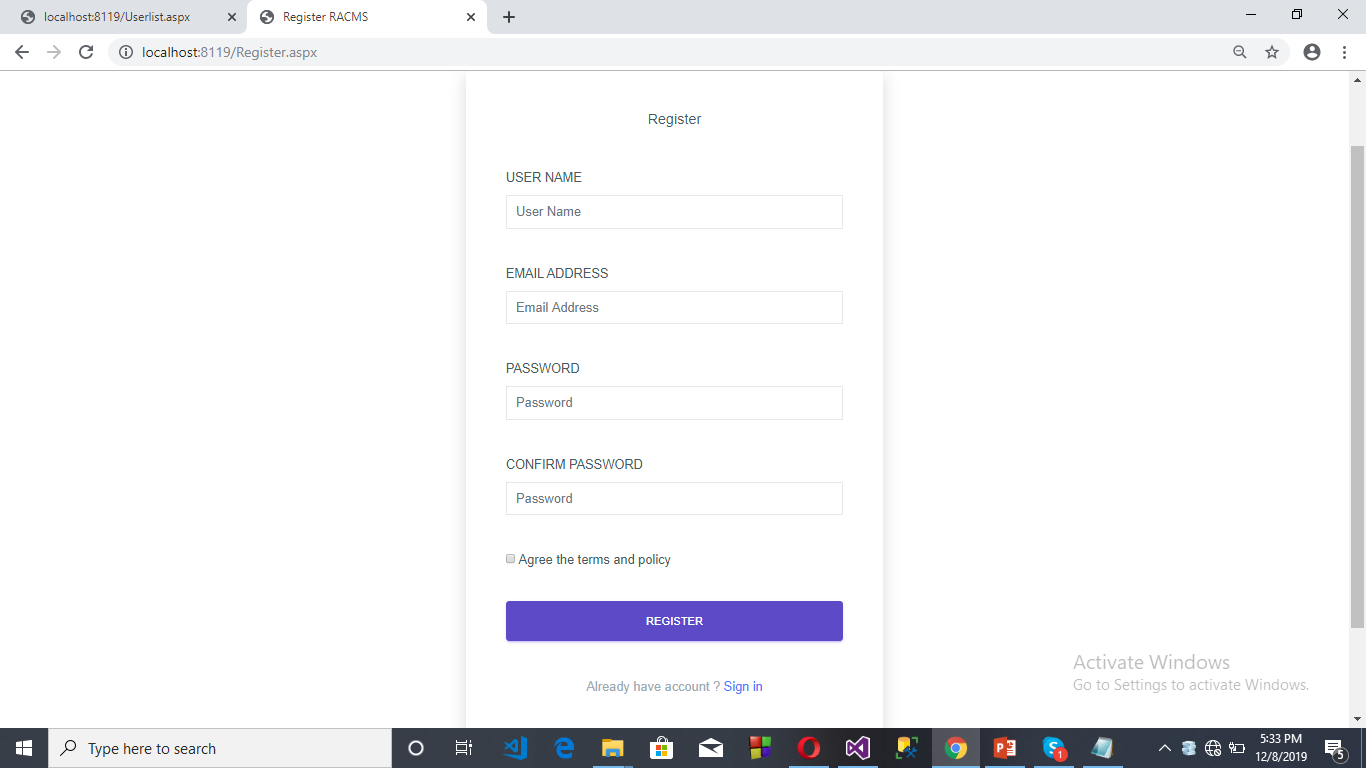 localhost:8119/Userlist.aspx
Register RACMS
localhost:8119/Register.aspx
Register
USER NAME
User Name
EMAIL ADDRESS
Email Address
PASSWORD
Password
CONFIRM PASSWORD
Password
Agree the terms and policy
REGISTER
Already have account ? Sign in
Activate Windows
Go to Settings to activate Windows.
Type here to search
1
5:33 PM
12/8/2019
5